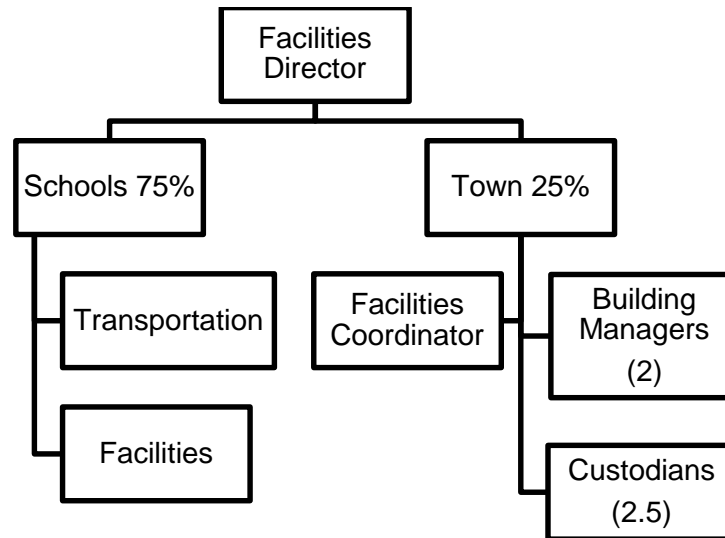 Facilities
Director
Schools 75%
Town 25%
Transportation
Facilities
Facilities
Coordinator
Building
Managers
(2)
Custodians
(2.5)